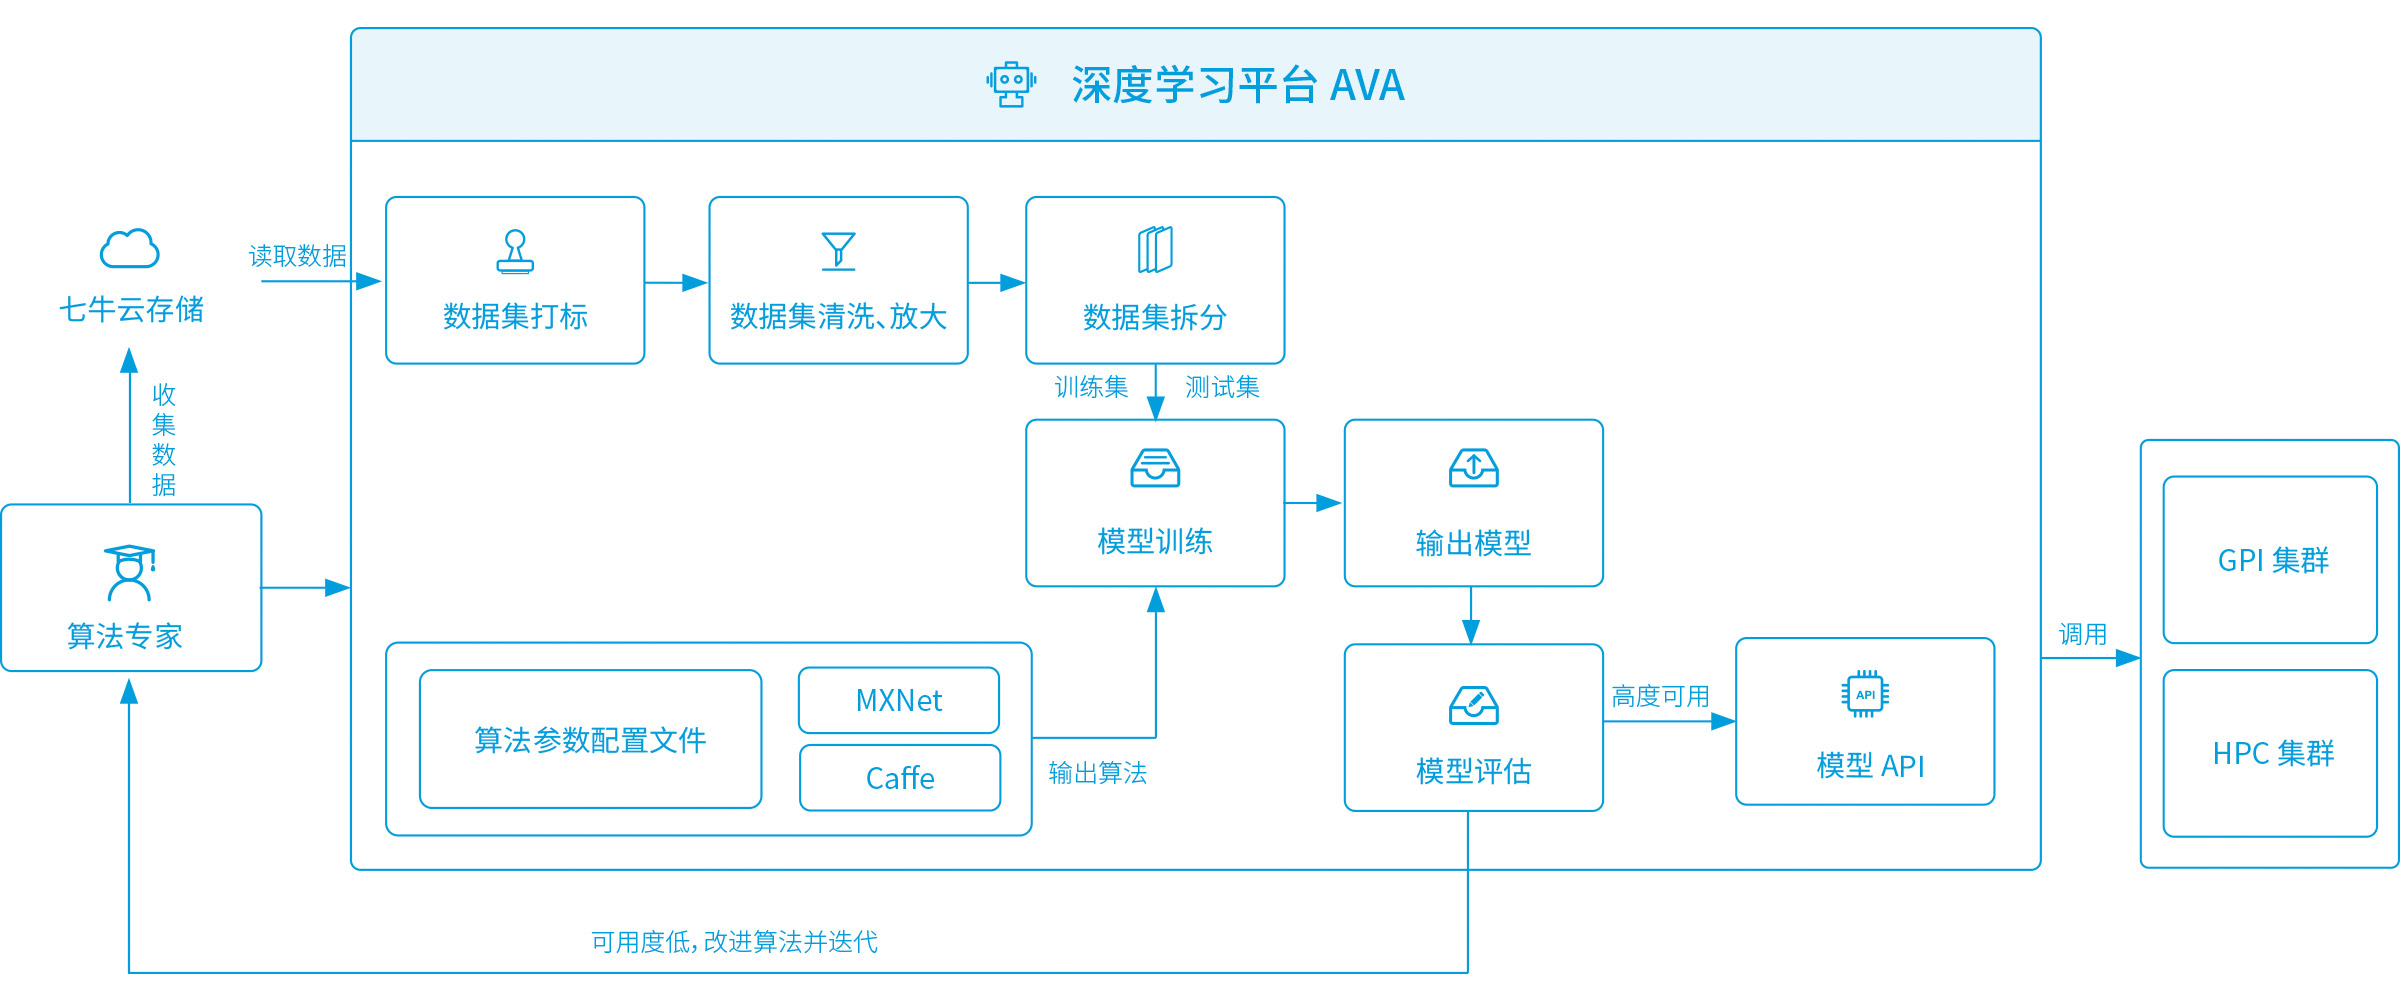 深度学习平台 AVA
读取数据
七牛云存储
数据集打标
数据集清洗、放大
数据集拆分
收
集
数
据
训练集
测试集
模型训练
输出模型
算法专家
GPI 集群
调用
HPC 集群
算法参数配置文件
MXNet
Caffe
输出算法
模型评估
高度可用
API
模型 API
可用度低，改进算法并迭代